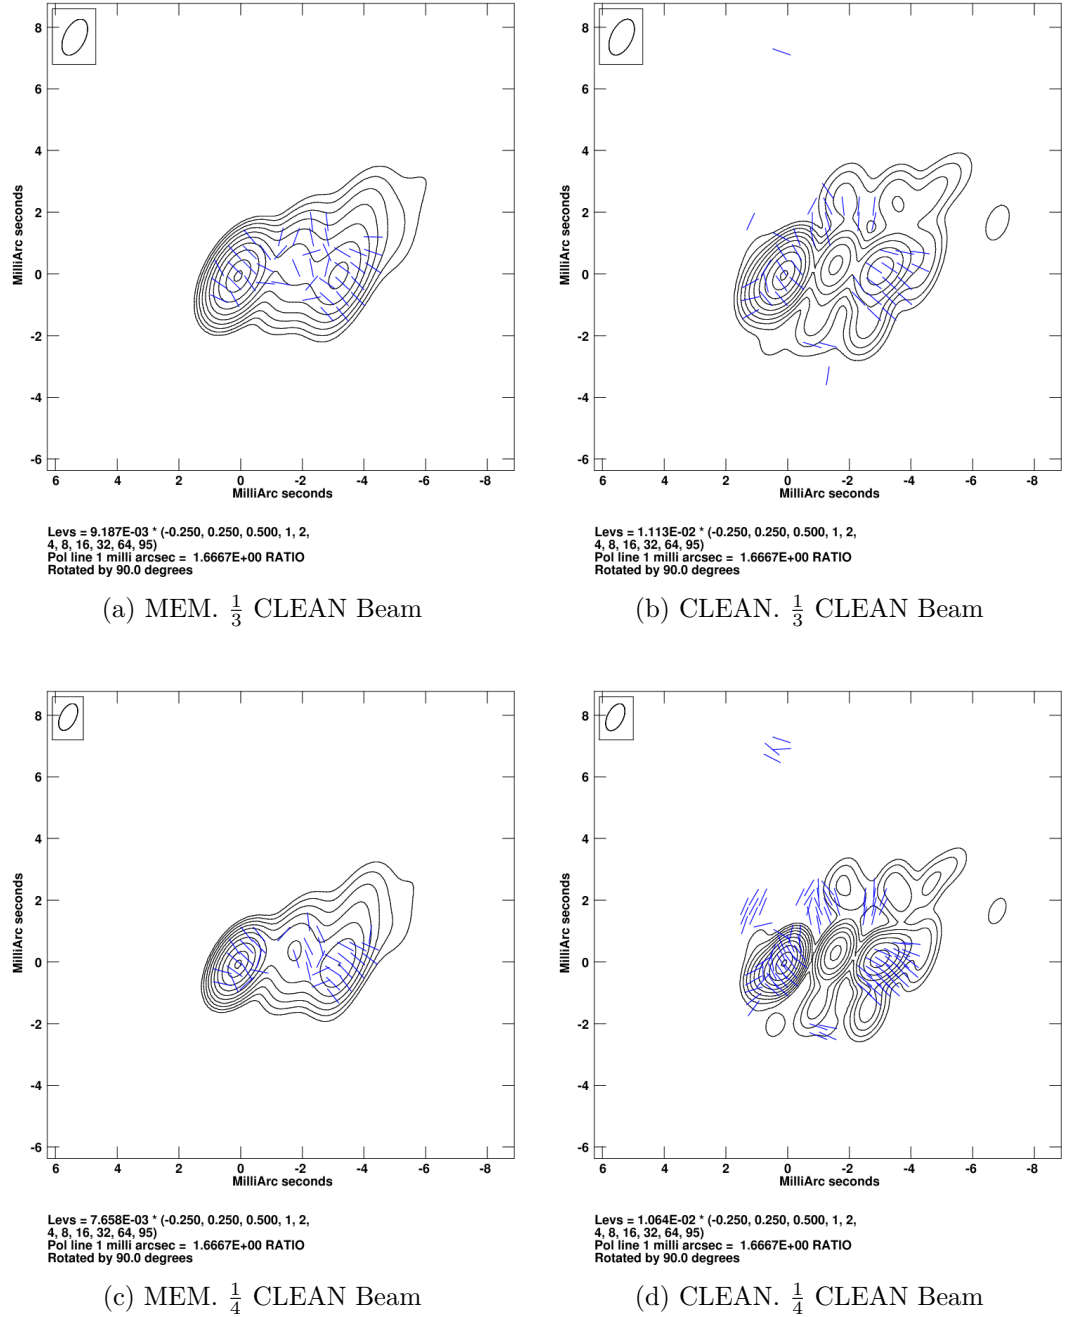 8
6
4
2
0
-2
-4
-6
MilliArc seconds
6 4 2 0 -2 -4 -6 -8
MilliArc seconds
Levs = 9.187E-03 * (-0.250, 0.250, 0.500, 1, 2,
4, 8, 16, 32, 64, 95)
Pol line 1 milli arcsec = 1.6667E+00 RATIO
Rotated by 90.0 degrees
(a) MEM. 1/3 CLEAN Beam
8
6
4
2
0
-2
-4
-6
MilliArc seconds
6 4 2 0 -2 -4 -6 -8
MilliArc seconds
Levs = 1.113E-02 * (-0.250, 0.250, 0.500, 1, 2,
4, 8, 16, 32, 64, 95)
Pol line 1 milli arcsec = 1.6667E+00 RATIO
Rotated by 90.0 degrees
(b) CLEAN. 1/3 CLEAN Beam
8
6
4
2
0
-2
-4
-6
MilliArc seconds
6 4 2 0 -2 -4 -6 -8
MilliArc seconds
Levs = 7.658E-03 * (-0.250, 0.250, 0.500, 1, 2,
4, 8, 16, 32, 64, 95)
Pol line 1 milli arcsec = 1.6667E+00 RATIO
Rotated by 90.0 degrees
(c) MEM. 1/4 CLEAN Beam
8
6
4
2
0
-2
-4
-6
MilliArc seconds
6 4 2 0 -2 -4 -6 -8
MilliArc seconds
Levs = 1.064E-02 * (-0.250, 0.250, 0.500, 1, 2,
4, 8, 16, 32, 64, 95)
Pol line 1 milli arcsec = 1.6667E+00 RATIO
Rotated by 90.0 degrees
(d) CLEAN. 1/4 CLEAN Beam